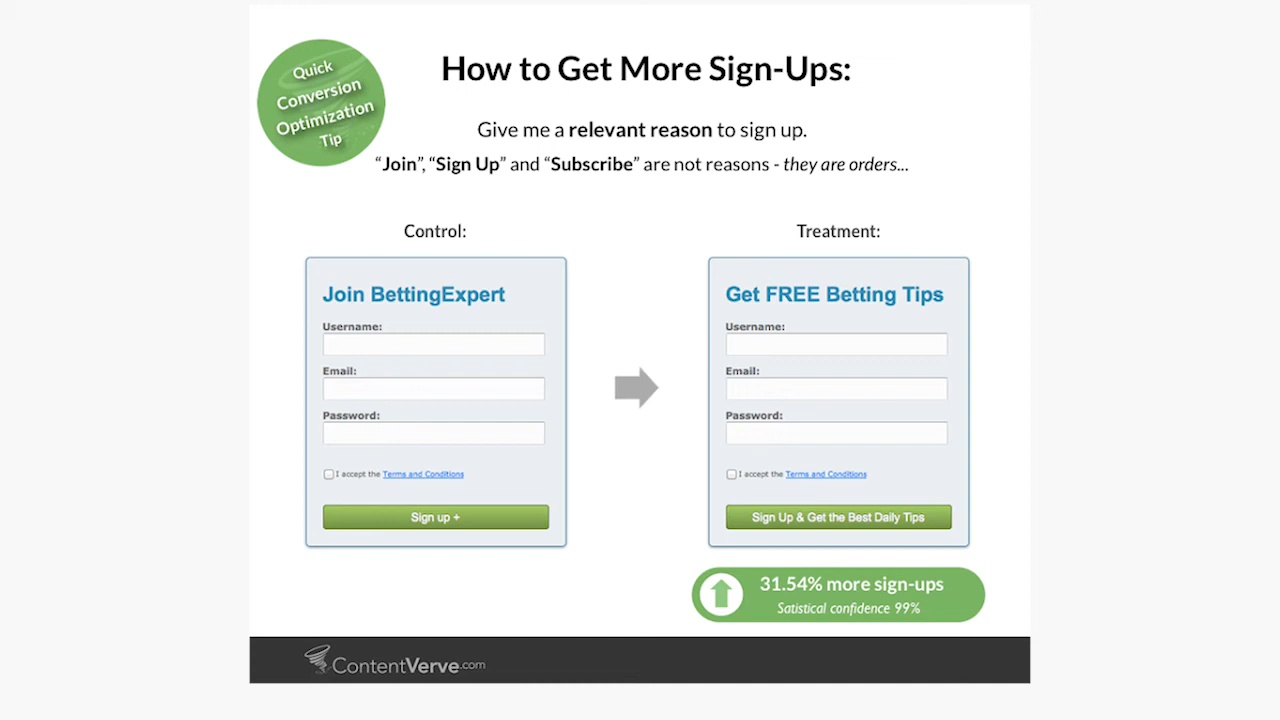 Quick
Conversion
Optimization
Tip
How to Get More Sign-Ups:
Give me a relevant reason to sign up.
“Join”, “Sign Up” and “Subscribe” are not reasons - they are orders...
Control:
Join BettingExpert
Username:
Email:
Password:
I accept the Terms and Conditions
Sign up +
Treatment:
Get FREE Betting Tips
Username:
Email:
Password:
I accept the Terms and Conditions
Sign Up & Get the Best Daily Tips
31.54% more sign-ups
Satistical confidence 99%
ContentVerve.com